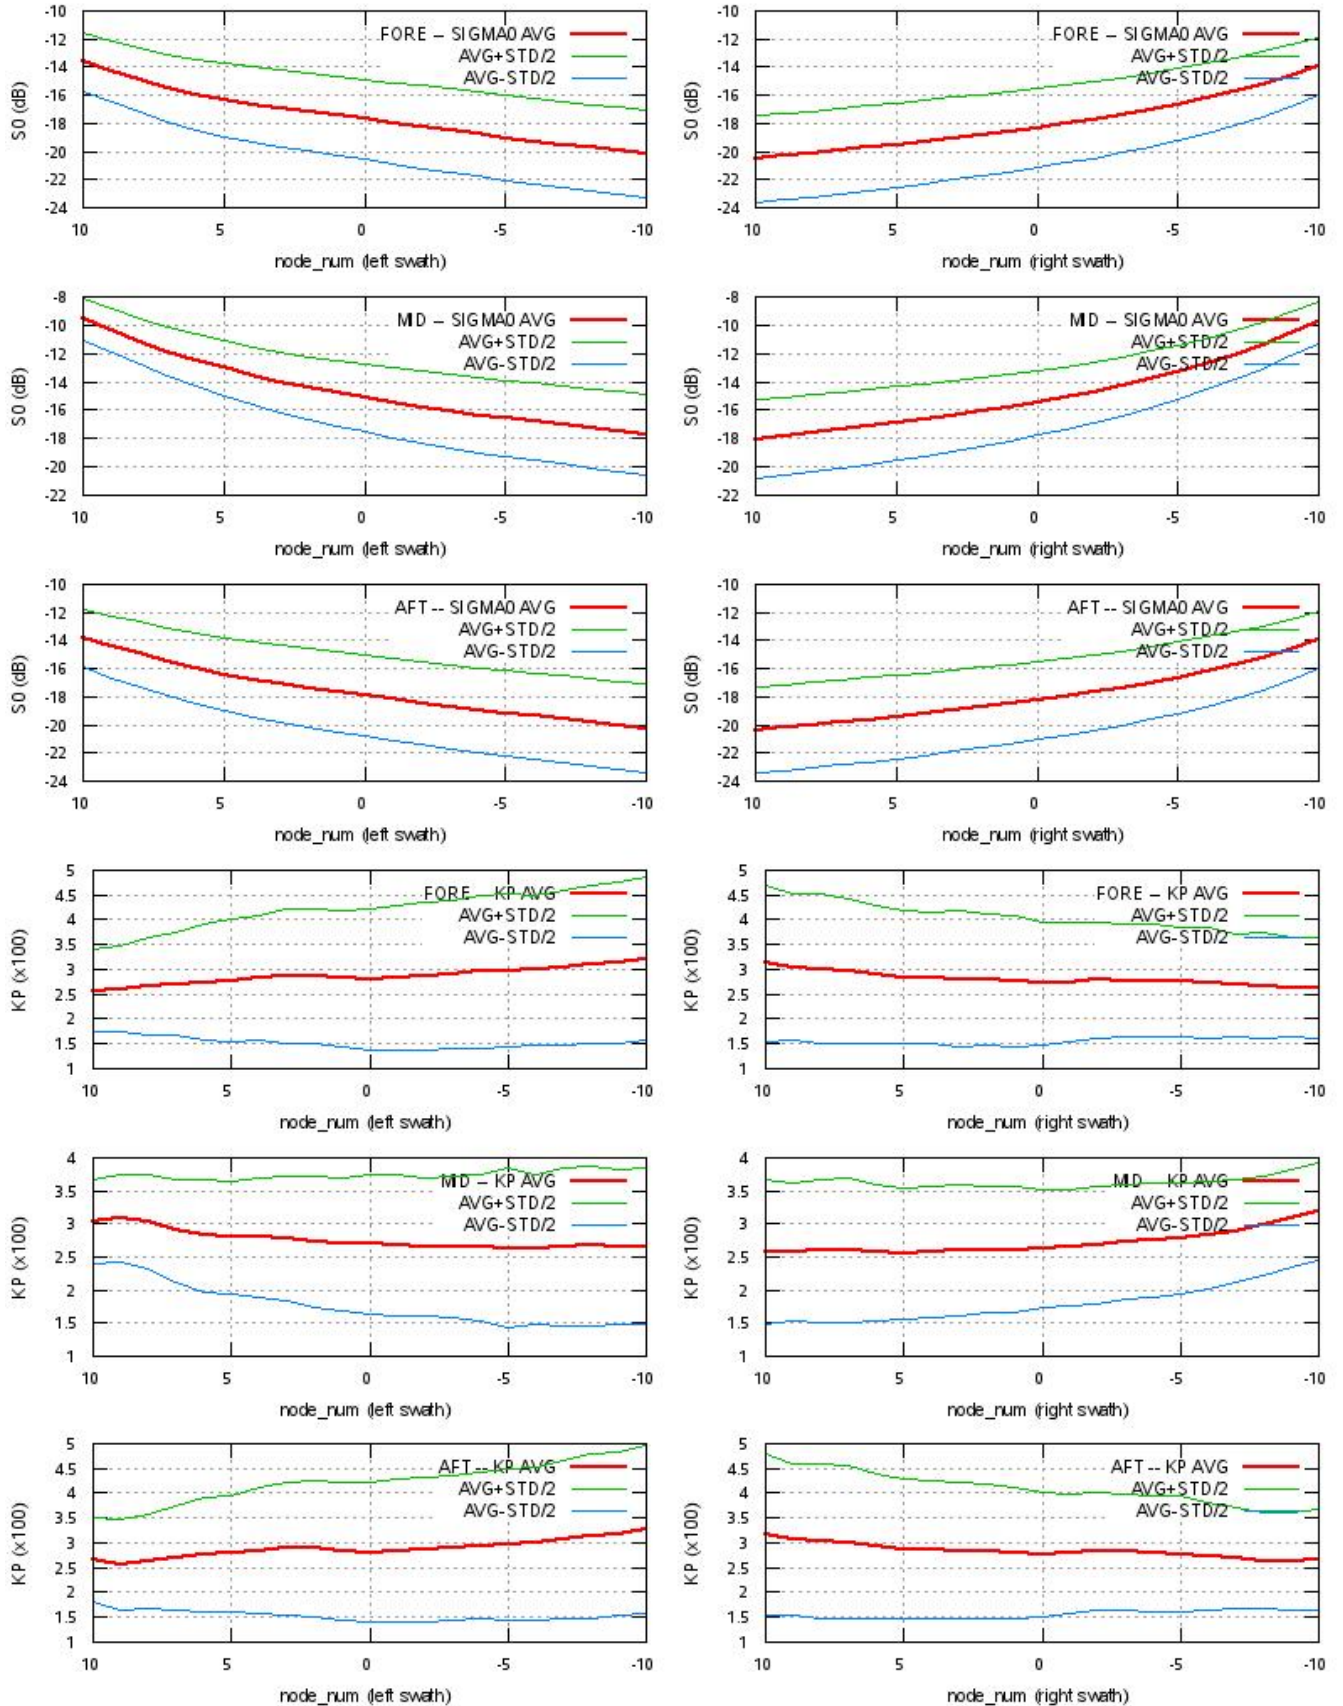 FORE -- SIGMA0 AVG
AVG+STD/2
AVG-STD/2
S0 (dB)
-10
-12
-14
-16
-18
-20
-22
-24
10 5 0 -5 -10
node_num (left swath)
FORE -- SIGMA0 AVG
AVG+STD/2
AVG-STD/2
S0 (dB)
-10
-12
-14
-16
-18
-20
-22
-24
10 5 0 -5 -10
node_num (right swath)
MID -- SIGMA0 AVG
AVG+STD/2
AVG-STD/2
S0 (dB)
-8
-10
-12
-14
-16
-18
-20
-22
10 5 0 -5 -10
node_num (left swath)
MID -- SIGMA0 AVG
AVG+STD/2
AVG-STD/2
S0 (dB)
-8
-10
-12
-14
-16
-18
-20
-22
10 5 0 -5 -10
node_num (right swath)
AFT -- SIGMA0 AVG
AVG+STD/2
AVG-STD/2
S0 (dB)
-10
-12
-14
-16
-18
-20
-22
-24
10 5 0 -5 -10
node_num (left swath)
AFT -- SIGMA0 AVG
AVG+STD/2
AVG-STD/2
S0 (dB)
-10
-12
-14
-16
-18
-20
-22
-24
10 5 0 -5 -10
node_num (right swath)
FORE -- KP AVG
AVG+STD/2
AVG-STD/2
KP (x100)
5
4.5
4
3.5
3
2.5
2
1.5
1
10 5 0 -5 -10
node_num (left swath)
FORE -- KP AVG
AVG+STD/2
AVG-STD/2
KP (x100)
5
4.5
4
3.5
3
2.5
2
1.5
1
10 5 0 -5 -10
node_num (right swath)
MID -- KP AVG
AVG+STD/2
AVG-STD/2
KP (x100)
4
3.5
3
2.5
2
1.5
1
10 5 0 -5 -10
node_num (left swath)
MID -- KP AVG
AVG+STD/2
AVG-STD/2
KP (x100)
4
3.5
3
2.5
2
1.5
1
10 5 0 -5 -10
node_num (right swath)
AFT -- KP AVG
AVG+STD/2
AVG-STD/2
KP (x100)
5
4.5
4
3.5
3
2.5
2
1.5
1
10 5 0 -5 -10
node_num (left swath)
AFT -- KP AVG
AVG+STD/2
AVG-STD/2
KP (x100)
5
4.5
4
3.5
3
2.5
2
1.5
1
10 5 0 -5 -10
node_num (right swath)